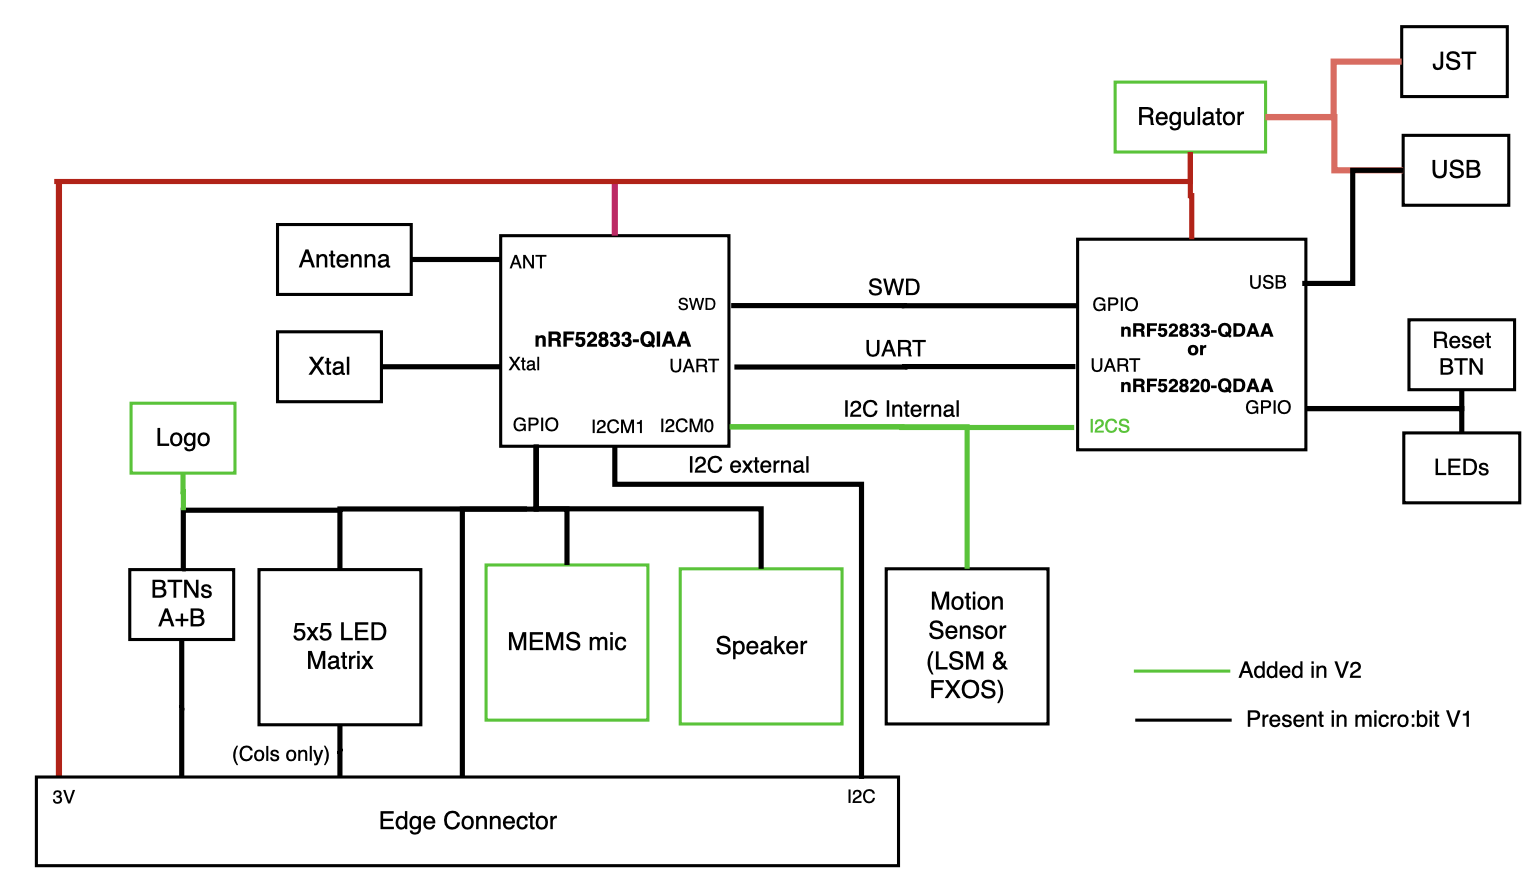 JST
Regulator
USB
Antenna
ANT
SWD
SWD
USB
GPIO
nRF52833-QDAA
or
nRF52820-QDAA
nRF52833-QIAA
Xtal
Xtal
UART
UART
UART
GPIO
Reset
BTN
GPIO
I2CM1
I2CM0
I2C Internal
I2CS
Logo
I2C external
LEDs
BTNs
A+B
5x5 LED
Matrix
MEMS mic
Speaker
Motion
Sensor
(LSM &
FXOS)
Added in V2
Present in micro:bit V1
(Cols only)
3V
I2C
Edge Connector